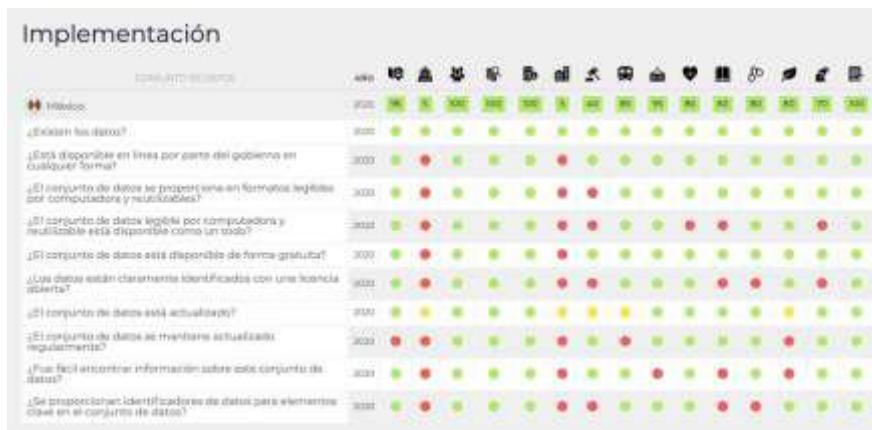 Implementación
CONJUNTO DE DATOS AÑO
México 2020 95 5 100 100 100 5 40 85 95 80 80 80 70 100
¿Existen los datos? 2020
¿Está disponible en línea por parte del gobierno en
cualquier forma? 2020
¿El conjunto de datos se proporciona en formatos legibles
por computadora y reutilizables? 2020
¿El conjunto de datos legible por computadora y
reutilizable está disponible como un todo? 2020
¿El conjunto de datos está disponible de forma gratuita? 2020
¿Los datos están claramente identificados con una licencia
abierta? 2020
¿El conjunto de datos está actualizado? 2020
¿El conjunto de datos se mantiene actualizado
regularmente? 2020
¿Fue fácil encontrar información sobre este conjunto de
datos? 2020
¿Se proporcionan identificadores de datos para elementos
clave en el conjunto de datos? 2020